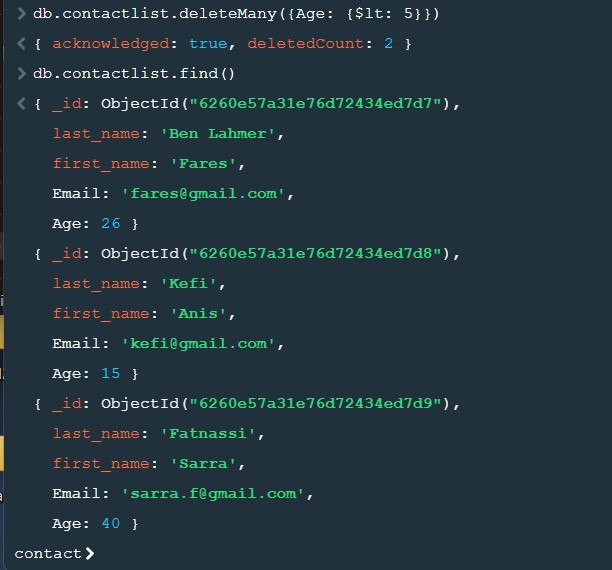 > db.contactlist.deleteMany({Age: {$lt: 5}})
< { acknowledged: true, deletedCount: 2 }
> db.contactlist.find()
< { _id: ObjectId("6260e57a31e76d72434ed7d7"),
last_name: 'Ben Lahmer',
first_name: 'Fares',
Email: 'fares@gmail.com',
Age: 26 }
{ _id: ObjectId("6260e57a31e76d72434ed7d8"),
last_name: 'Kefi',
first_name: 'Anis',
Email: 'kefi@gmail.com',
Age: 15 }
{ _id: ObjectId("6260e57a31e76d72434ed7d9"),
last_name: 'Fatnassi',
first_name: 'Sarra',
Email: 'sarra.f@gmail.com',
Age: 40 }
contact>